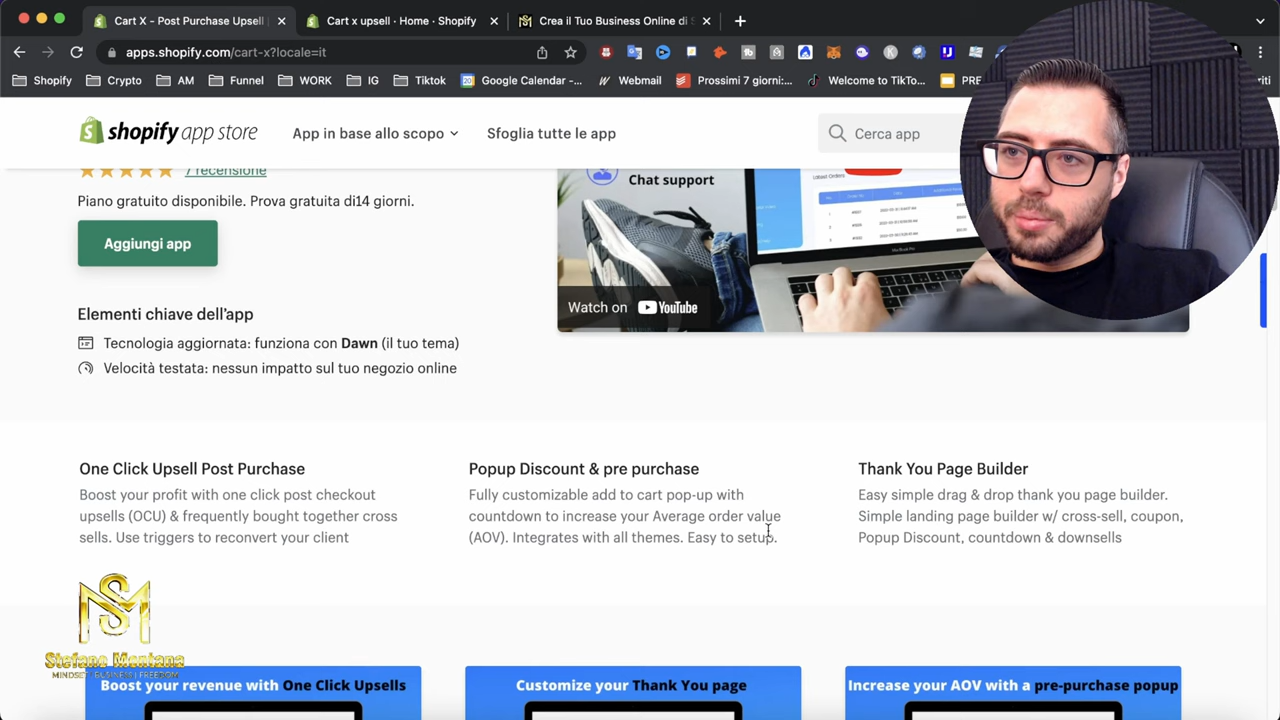 Cart X - Post Purchase Upsell
Cart x upsell · Home · Shopify
Crea il Tuo Business Online di S
apps.shopify.com/cart-x?locale=it
Shopify
Crypto
AM
Funnel
WORK
IG
Tiktok
Google Calendar -...
Webmail
Prossimi 7 giorni:...
Welcome to TikTo...
PRE
shopify app store
App in base allo scopo
Sfoglia tutte le app
Cerca app
7 recensione
Piano gratuito disponibile. Prova gratuita di14 giorni.
Aggiungi app
Chat support
Latest Orders
MacBook Pro
Watch on YouTube
Elementi chiave dell'app
Tecnologia aggiornata: funziona con Dawn (il tuo tema)
Velocità testata: nessun impatto sul tuo negozio online
One Click Upsell Post Purchase
Boost your profit with one click post checkout
upsells (OCU) & frequently bought together cross
sells. Use triggers to reconvert your client
Popup Discount & pre purchase
Fully customizable add to cart pop-up with
countdown to increase your Average order value
(AOV). Integrates with all themes. Easy to setup.
Thank You Page Builder
Easy simple drag & drop thank you page builder.
Simple landing page builder w/ cross-sell, coupon,
Popup Discount, countdown & downsells
SM
Stefano Montana
MINDSET | BUSINESS | FREEDOM
Boost your revenue with One Click Upsells
Customize your Thank You page
Increase your AOV with a pre-purchase popup